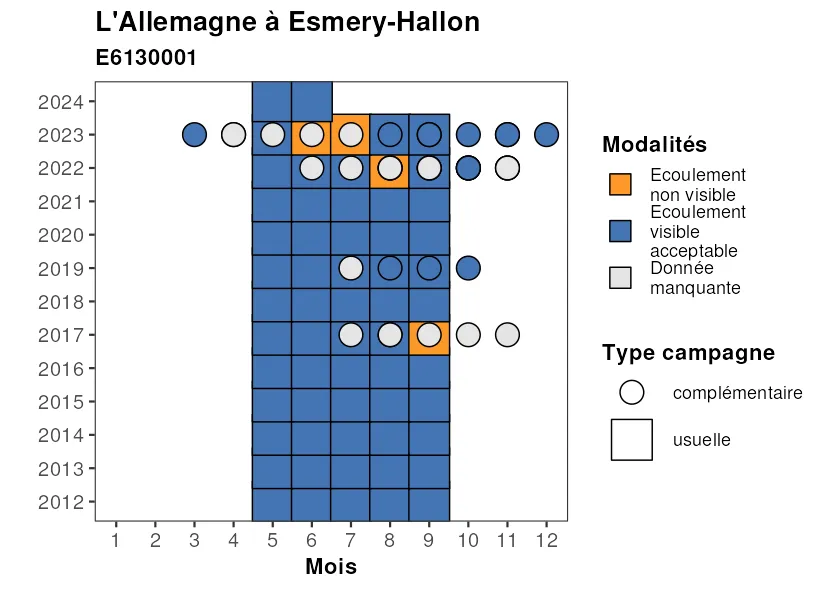 L'Allemagne à Esmery-Hallon
E6130001
2024
2023
2022
2021
2020
2019
2018
2017
2016
2015
2014
2013
2012
1 2 3 4 5 6 7 8 9 10 11 12
Mois
Modalités
Ecoulement
non visible
Ecoulement
visible
acceptable
Donnée
manquante
Type campagne
complémentaire
usuelle